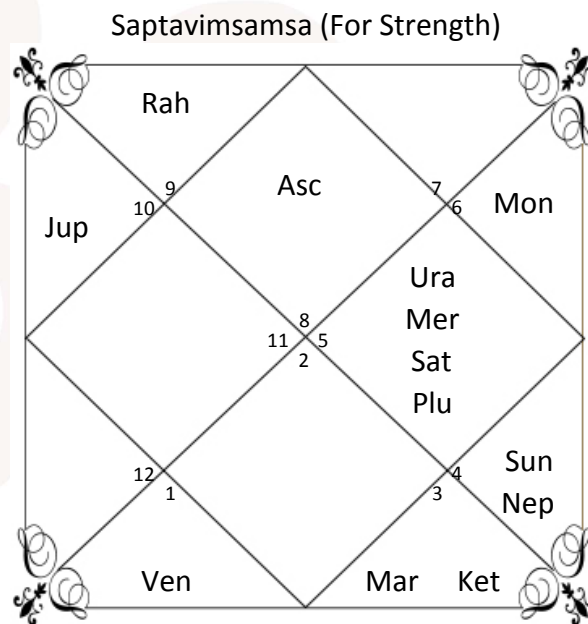 Saptavimsamsa (For Strength)
Rah
Asc
9
7
10
6
Mon
Jup
Ura
Mer
Sat
Plu
8
11
5
2
12
1
4
3
Sun
Nep
Ven
Mar Ket